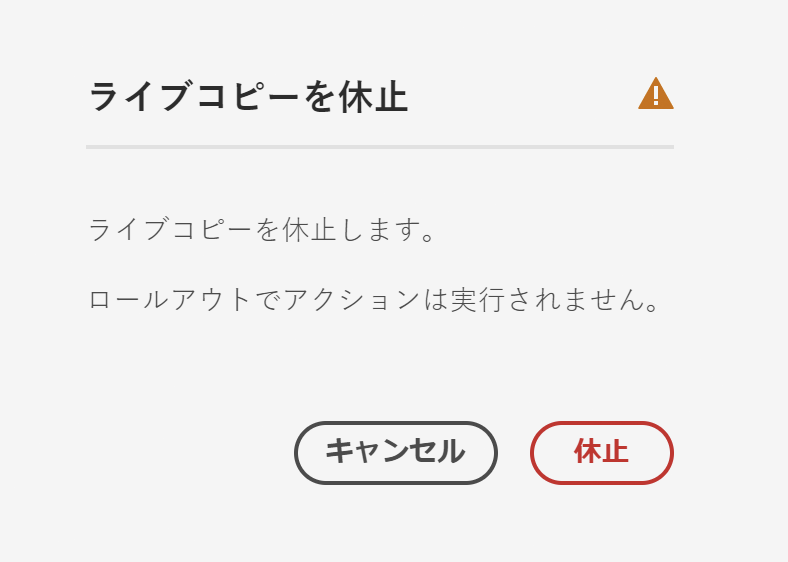 ライブコピーを休止
ライブコピーを休止します。
ロールアウトでアクションは実行されません。
キャンセル
休止